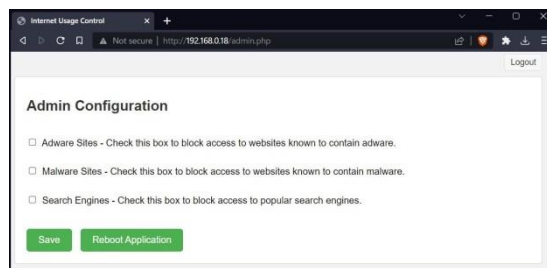 Internet Usage Control
Not secure | http://192.168.0.18/admin.php
Logout
Admin Configuration
Adware Sites - Check this box to block access to websites known to contain adware.
Malware Sites - Check this box to block access to websites known to contain malware.
Search Engines - Check this box to block access to popular search engines.
Save Reboot Application